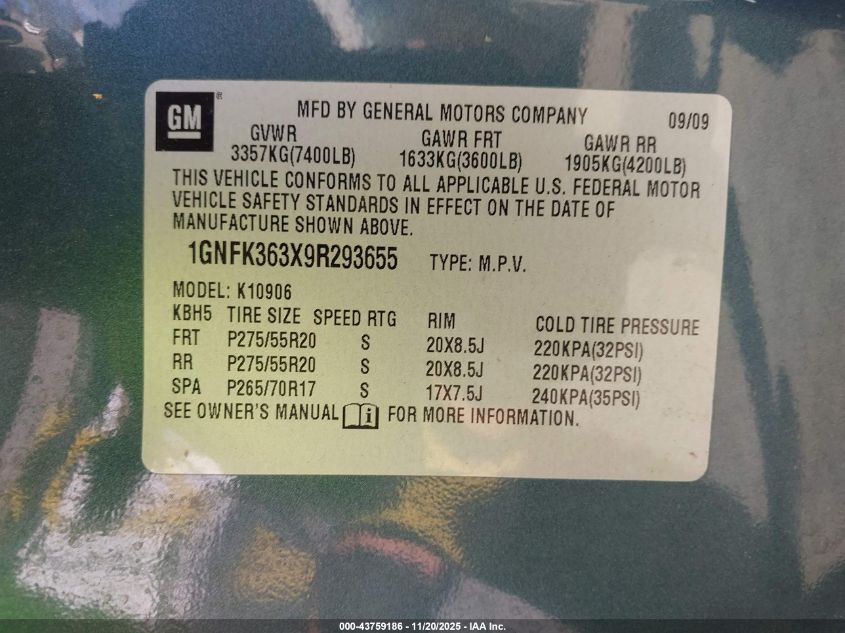 GM®
MFD BY GENERAL MOTORS COMPANY 09/09
GVWR GAWR FRT GAWR RR
3357KG(7400LB) 1633KG(3600LB) 1905KG(4200LB)
THIS VEHICLE CONFORMS TO ALL APPLICABLE U.S. FEDERAL MOTOR
VEHICLE SAFETY STANDARDS IN EFFECT ON THE DATE OF
MANUFACTURE SHOWN ABOVE.
1GNFK363X9R293655 TYPE: M.P.V.
MODEL: K10906
KBH5 TIRE SIZE SPEED RTG RIM COLD TIRE PRESSURE
FRT P275/55R20 S 20X8.5J 220KPA(32PSI)
RR P275/55R20 S 20X8.5J 220KPA(32PSI)
SPA P265/70R17 S 17X7.5J 240KPA(35PSI)
SEE OWNER'S MANUAL i FOR MORE INFORMATION.
000-43759186 - 11/20/2025 - IAA Inc.